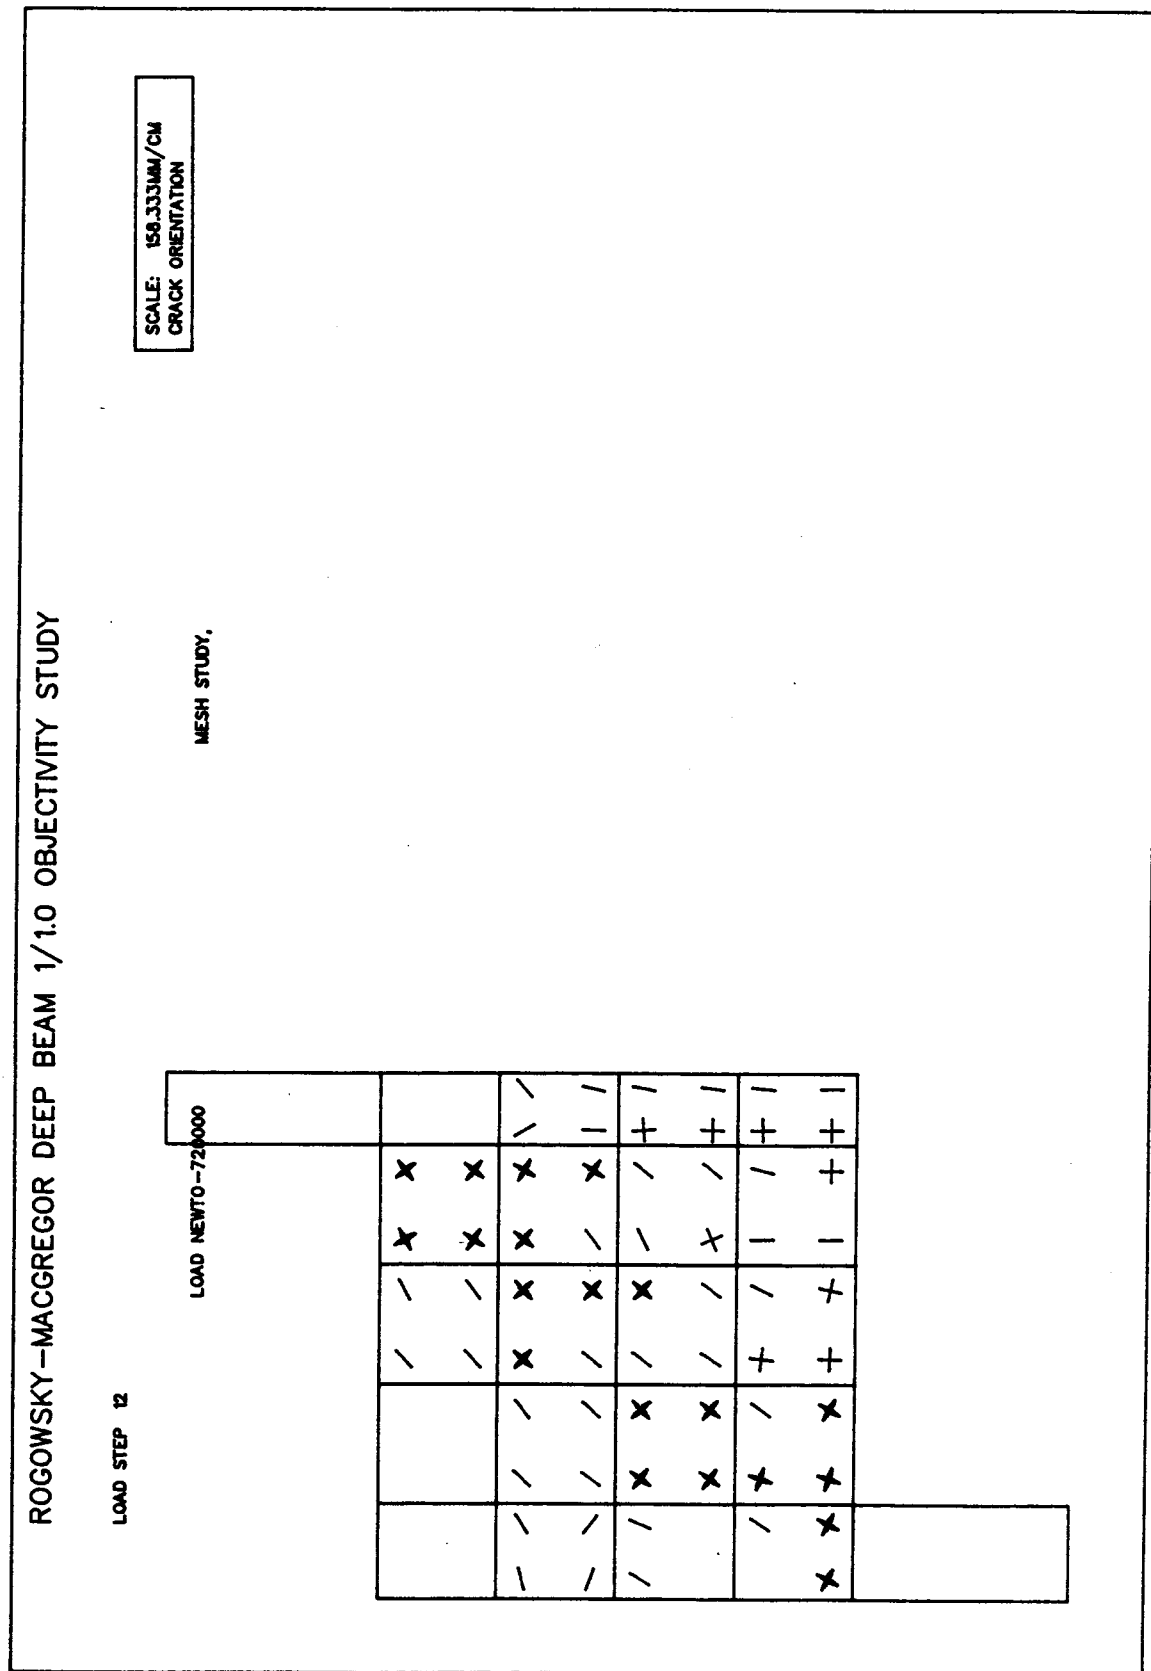 ROGOWSKY-MACGREGOR DEEP BEAM 1/1.0 OBJECTIVITY STUDY
LOAD STEP 12
SCALE: 158.333MM/CM
CRACK ORIENTATION
LOAD NEWTO-720000
MESH STUDY,